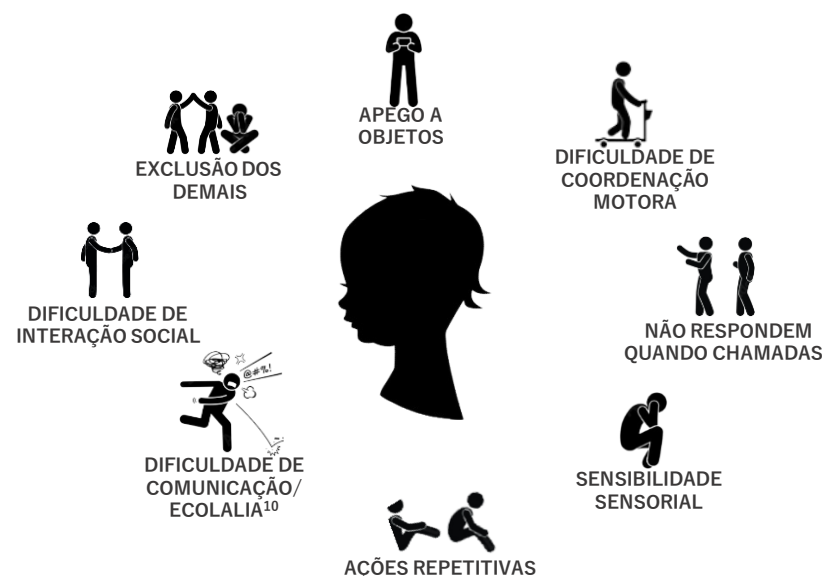 APEGO A
OBJETOS
DIFICULDADE DE
COORDENAÇÃO
MOTORA
EXCLUSÃO DOS
DEMAIS
NÃO RESPONDEM
QUANDO CHAMADAS
DIFICULDADE DE
INTERAÇÃO SOCIAL
@#%!
DIFICULDADE DE
COMUNICAÇÃO/
ECOLALIA¹⁰
SENSIBILIDADE
SENSORIAL
AÇÕES REPETITIVAS